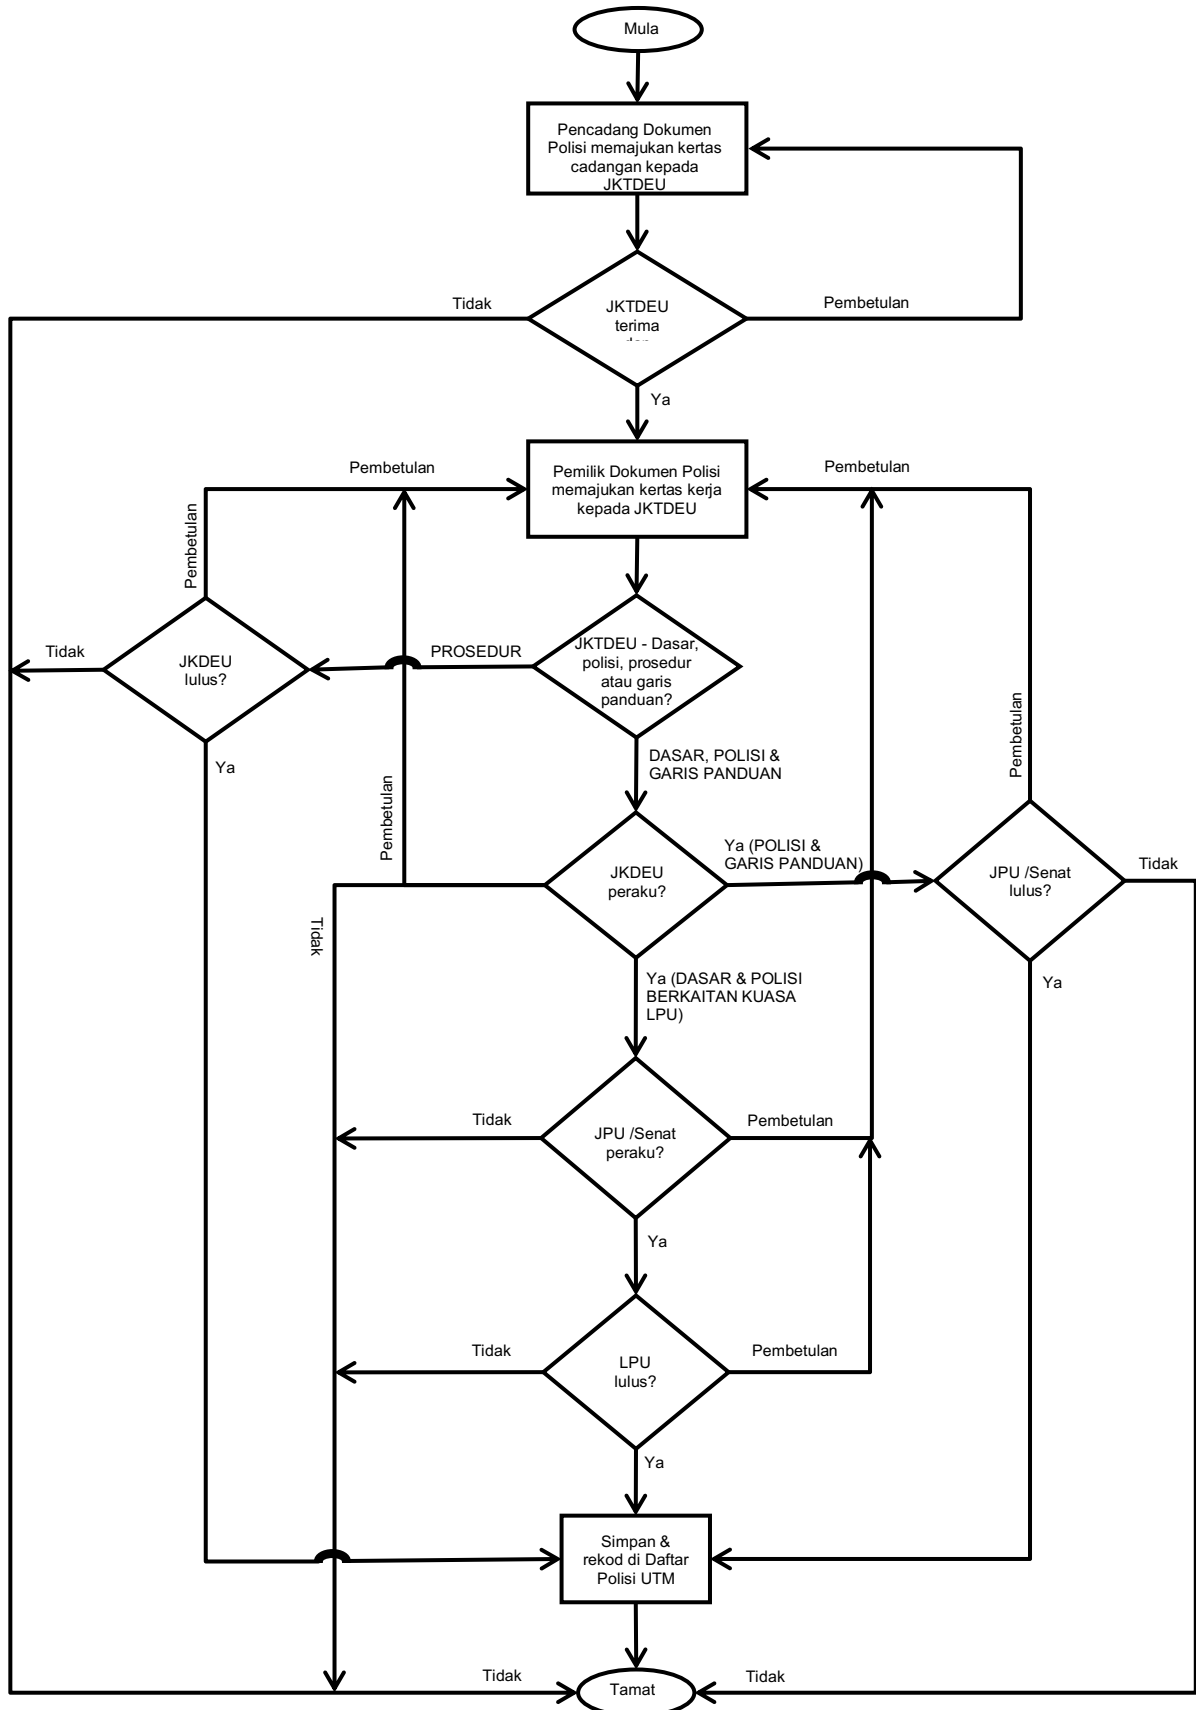 Mula
Pencadang Dokumen
Polisi memajukan kertas
cadangan kepada
JKTDEU
Tidak
JKTDEU
terima
Pembetulan
Ya
Pembetulan
Pemilik Dokumen Polisi
memajukan kertas kerja
kepada JKTDEU
Pembetulan
Pembetulan
Tidak
JKDEU
lulus?
PROSEDUR
JKTDEU - Dasar,
polisi, prosedur
atau garis
panduan?
Pembetulan
Ya
DASAR, POLISI &
GARIS PANDUAN
Pembetulan
JKDEU
peraku?
Ya (POLISI &
GARIS PANDUAN)
JPU /Senat
lulus?
Tidak
Tidak
Ya (DASAR & POLISI
BERKAITAN KUASA
LPU)
Ya
Tidak
JPU /Senat
peraku?
Pembetulan
Ya
Tidak
LPU
lulus?
Pembetulan
Ya
Simpan &
rekod di Daftar
Polisi UTM
Tidak
Tamat
Tidak